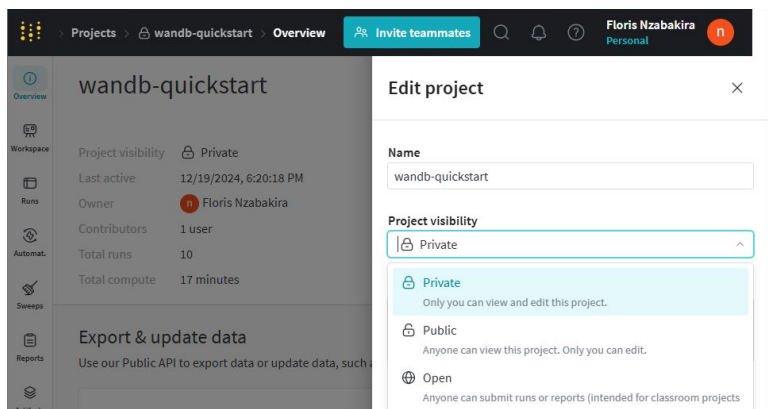 Projects > wandb-quickstart > Overview
Invite teammates
Floris Nzabakira
Personal
n
Overview
Workspace
Runs
Automat.
Sweeps
Reports
wandb-quickstart
Project visibility Private
Last active 12/19/2024, 6:20:18 PM
Owner n Floris Nzabakira
Contributors 1 user
Total runs 10
Total compute 17 minutes
Export & update data
Use our Public API to export data or update data, such
Edit project
Name
wandb-quickstart
Project visibility
Private
Private
Only you can view and edit this project.
Public
Anyone can view this project. Only you can edit.
Open
Anyone can submit runs or reports (intended for classroom projects